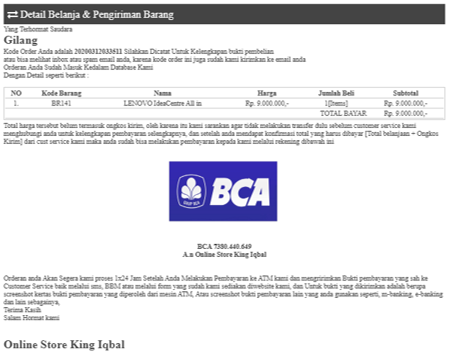 Detail Belanja & Pengiriman Barang
Yang Terhormat Saudara
Gilang
Kode Order Anda adalah 20200312033511 Silahkan Dicatat Untuk Kelengkapan bukti pembelian
atau bisa melihat inbox atau spam email anda, karena kode order ini juga sudah kami kirimkan ke email anda
Orderan Anda Sudah Masuk Kedalam Database Kami
Dengan Detail seperti berikut :
NO Kode Barang Nama Harga Jumlah Beli Subtotal
1. BR141 LENOVO IdeaCentre All in Rp. 9.000.000,- 1[Items] Rp. 9.000.000,-
TOTAL BAYAR Rp. 9.000.000,-
Total harga tersebut belum termasuk ongkos kirim, oleh karena itu kami sarankan agar tidak melakukan transfer dulu sebelum customer service kami
menghubungi anda untuk kelengkapan pembayaran selengkapnya, dan setelah anda mendapat konfirmasi total yang harus dibayar [Total belanjaan + Ongkos
Kirim] dari cust service kami maka anda sudah bisa melakukan pembayaran kepada kami melalui rekening dibawah ini
BCA
BCA 7380.440.649
A.n Online Store King Iqbal
Orderan anda Akan Segera kami proses 1x24 Jam Setelah Anda Melakukan Pembayaran ke ATM kami dan mengririmkan Bukti pembayaran yang sah ke
Customer Service baik melalui sms, BBM atau melalui form yang sudah kami sediakan diwebsite kami, dan Untuk bukti yang dikirimkan adalah berupa
screenshot kertas bukti pembayaran yang diperoleh dari mesin ATM, Atau screenshot bukti pembayaran lain yang anda gunakan seperti, m-banking, e-banking
dan lain sebagainya,
Terima Kasih
Salam Hormat kami
Online Store King Iqbal